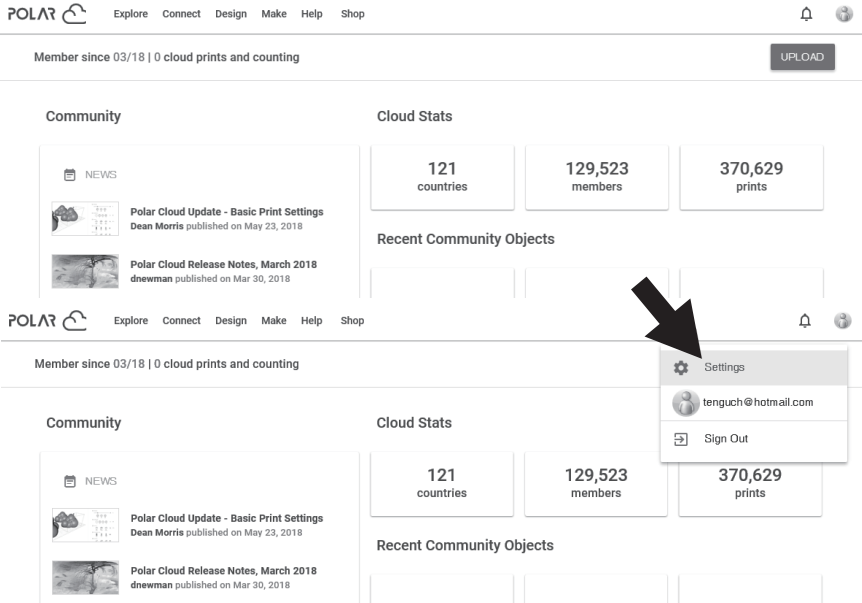 POLAR
Explore Connect Design Make Help Shop
Member since 03/18 | 0 cloud prints and counting
UPLOAD
Community
Cloud Stats
NEWS
121
countries
129,523
members
370,629
prints
Polar Cloud Update - Basic Print Settings
Dean Morris published on May 23, 2018
Recent Community Objects
Polar Cloud Release Notes, March 2018
dnewman published on Mar 30, 2018
POLAR
Explore Connect Design Make Help Shop
Member since 03/18 | 0 cloud prints and counting
Settings
tenguch@hotmail.com
Sign Out
Community
Cloud Stats
NEWS
121
countries
129,523
members
370,629
prints
Polar Cloud Update - Basic Print Settings
Dean Morris published on May 23, 2018
Recent Community Objects
Polar Cloud Release Notes, March 2018
dnewman published on Mar 30, 2018